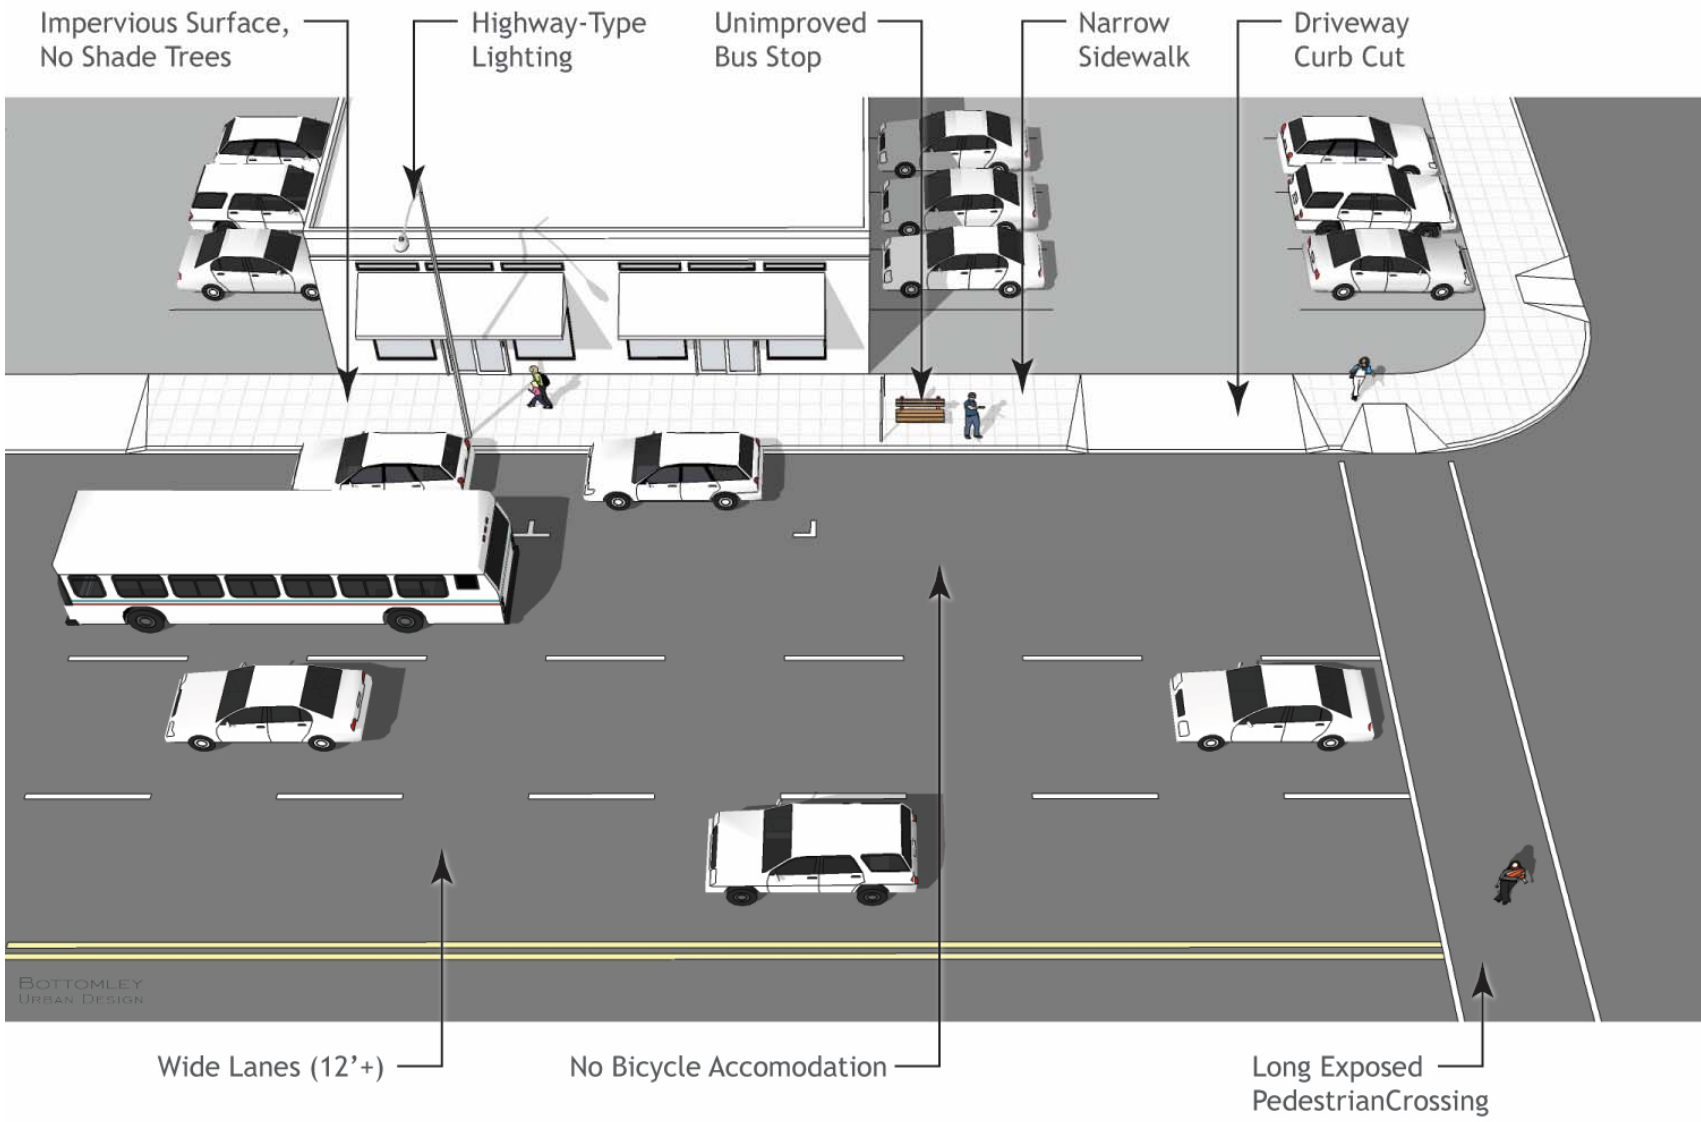 Impervious Surface,
No Shade Trees
Highway-Type
Lighting
Unimproved
Bus Stop
Narrow
Sidewalk
Driveway
Curb Cut
BOTTOMLEY
URBAN DESIGN
Wide Lanes (12'+)
No Bicycle Accomodation
Long Exposed
PedestrianCrossing